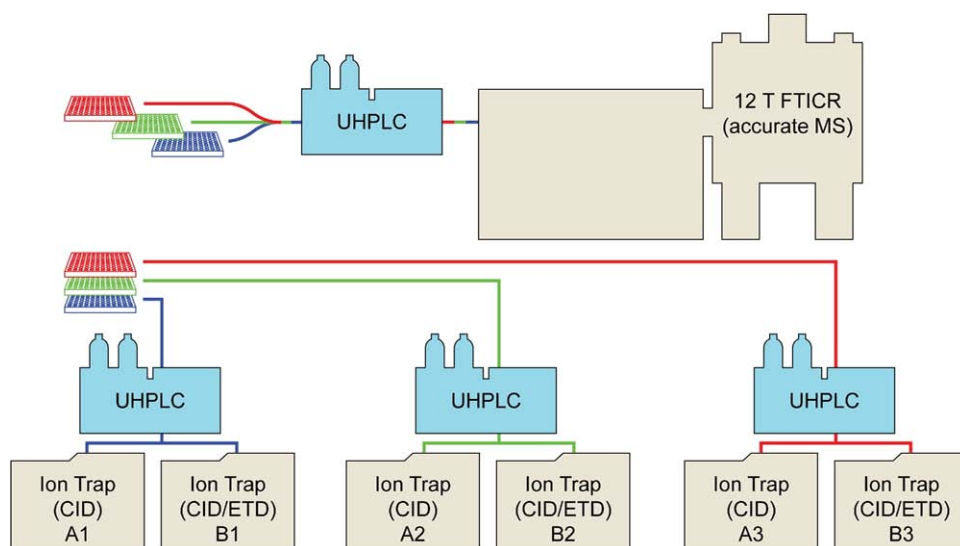 UHPLC
12 T FTICR
(accurate MS)
UHPLC
UHPLC
UHPLC
Ion Trap
(CID)
A1
Ion Trap
(CID/ETD)
B1
Ion Trap
(CID)
A2
Ion Trap
(CID/ETD)
B2
Ion Trap
(CID)
A3
Ion Trap
(CID/ETD)
B3